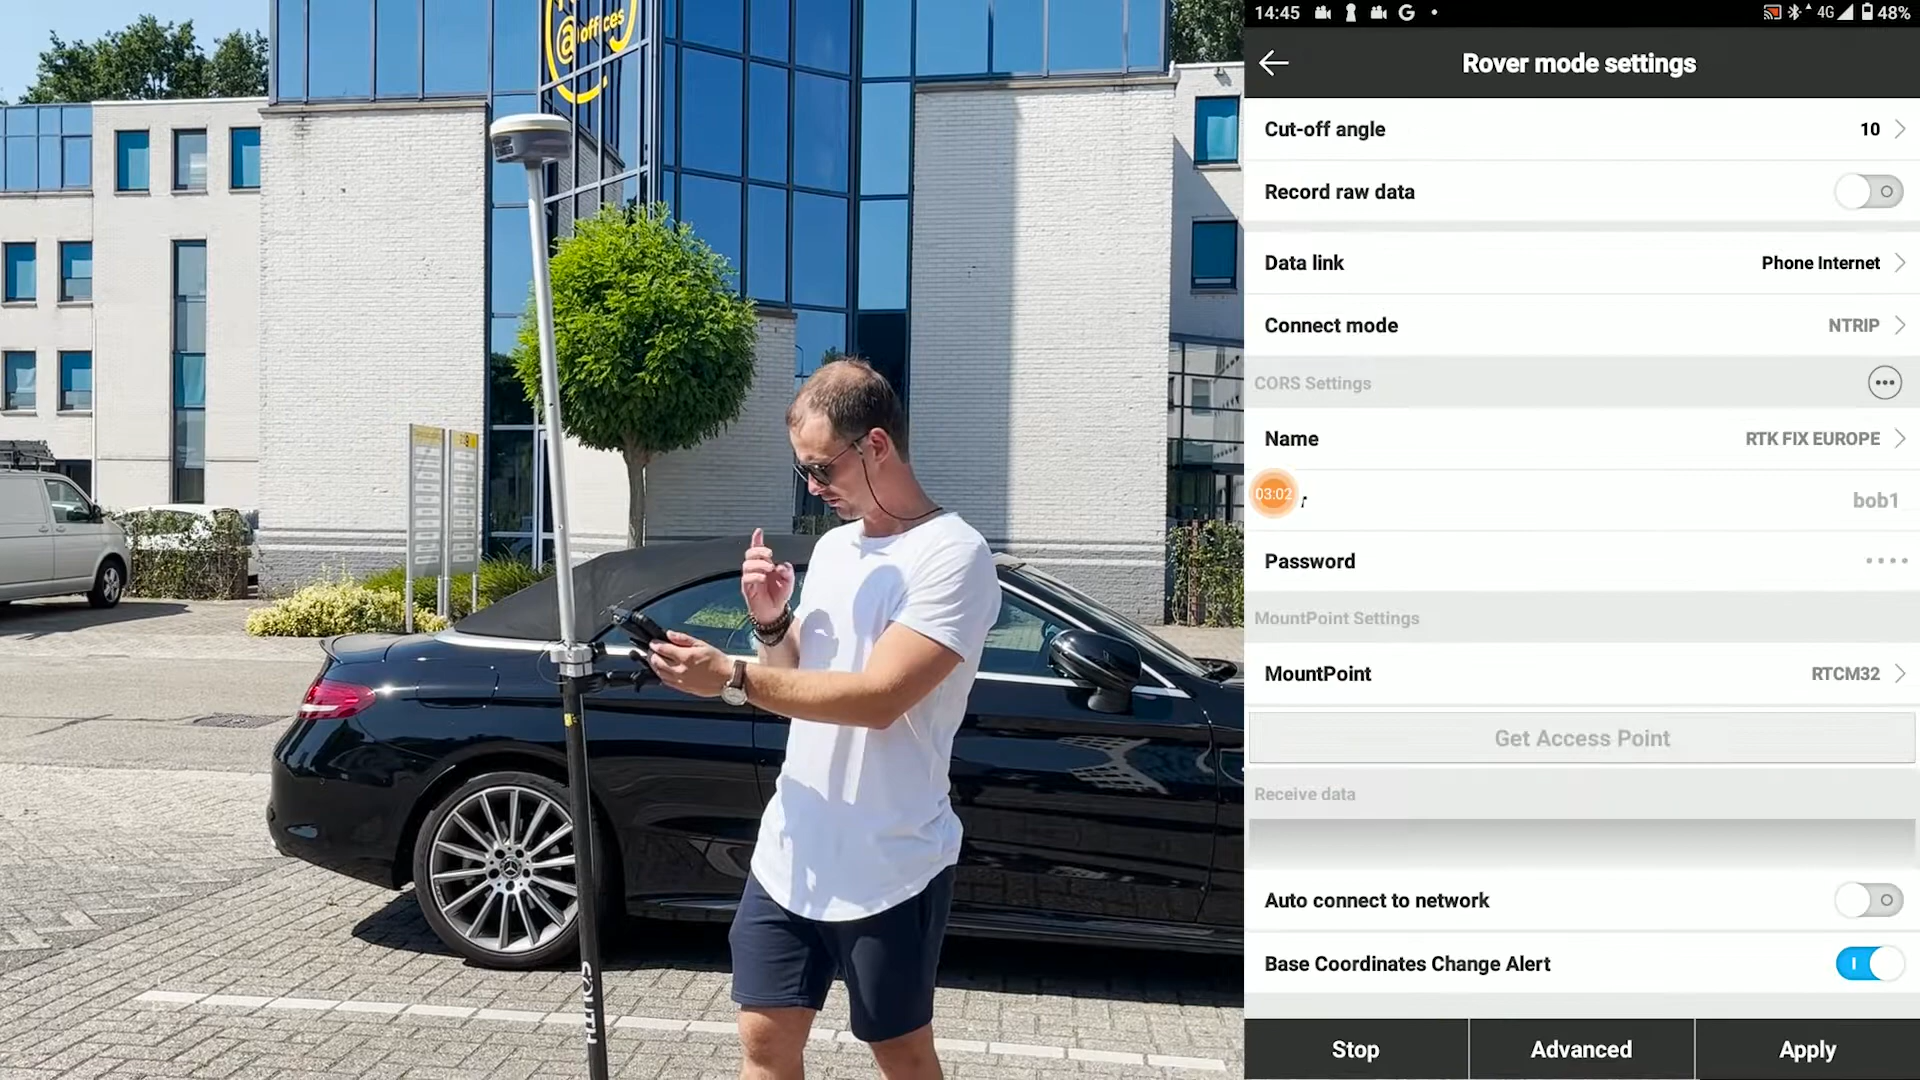 @offices
SOUTH
14:45
4G
48%
Rover mode settings
Cut-off angle
10
Record raw data
Data link
Phone Internet
Connect mode
NTRIP
CORS Settings
Name
RTK FIX EUROPE
03:02
r
bob1
Password
MountPoint Settings
MountPoint
RTCM32
Get Access Point
Receive data
Auto connect to network
Base Coordinates Change Alert
Stop
Advanced
Apply